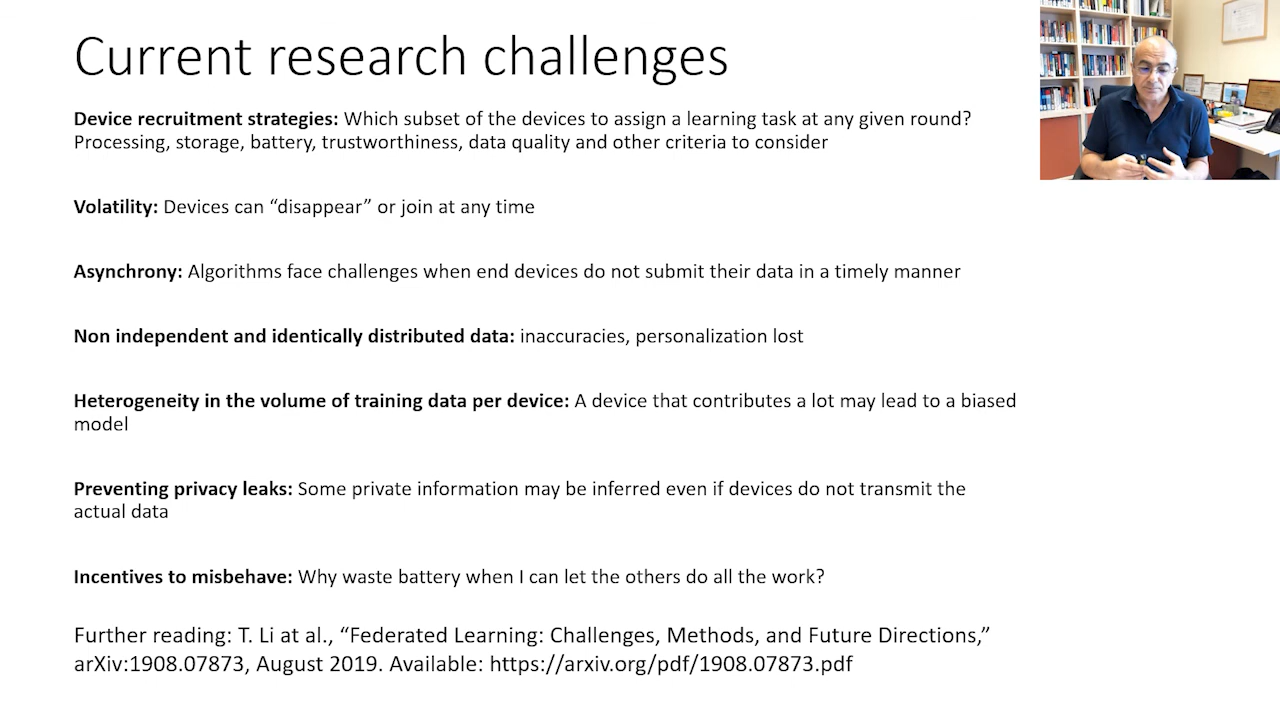 Current research challenges
Device recruitment strategies: Which subset of the devices to assign a learning task at any given round?
Processing, storage, battery, trustworthiness, data quality and other criteria to consider
Volatility: Devices can “disappear” or join at any time
Asynchrony: Algorithms face challenges when end devices do not submit their data in a timely manner
Non independent and identically distributed data: inaccuracies, personalization lost
Heterogeneity in the volume of training data per device: A device that contributes a lot may lead to a biased
model
Preventing privacy leaks: Some private information may be inferred even if devices do not transmit the
actual data
Incentives to misbehave: Why waste battery when I can let the others do all the work?
Further reading: T. Li at al., “Federated Learning: Challenges, Methods, and Future Directions,”
arXiv:1908.07873, August 2019. Available: https://arxiv.org/pdf/1908.07873.pdf